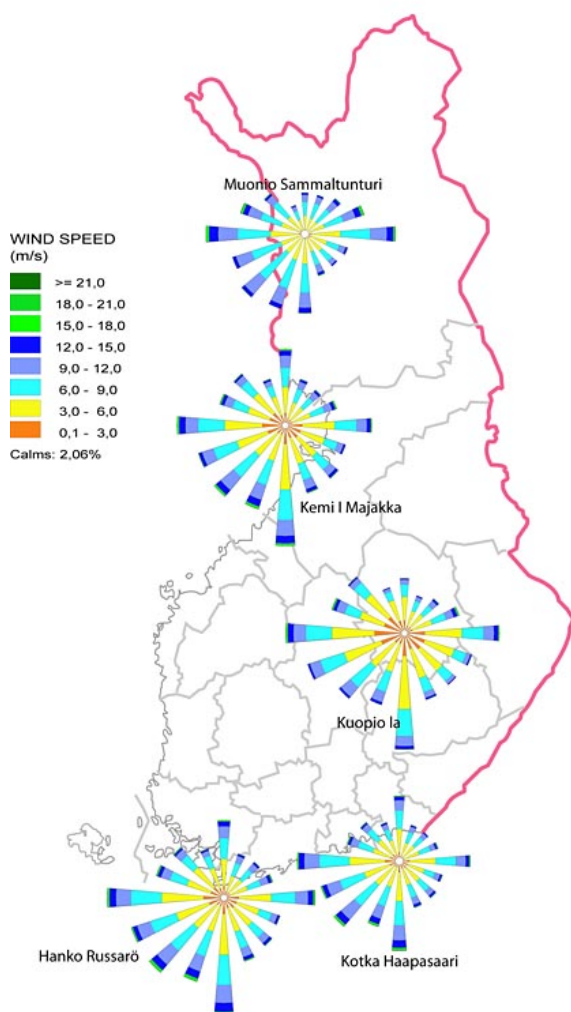 Muonio Sammaltunturi
WIND SPEED
(m/s)
>= 21,0
18,0 - 21,0
15,0 - 18,0
12,0 - 15,0
9,0 - 12,0
6,0 - 9,0
3,0 - 6,0
0,1 - 3,0
Calms: 2,06%
Kemi I Majakka
Kuopio la
Hanko Russarö
Kotka Haapasaari